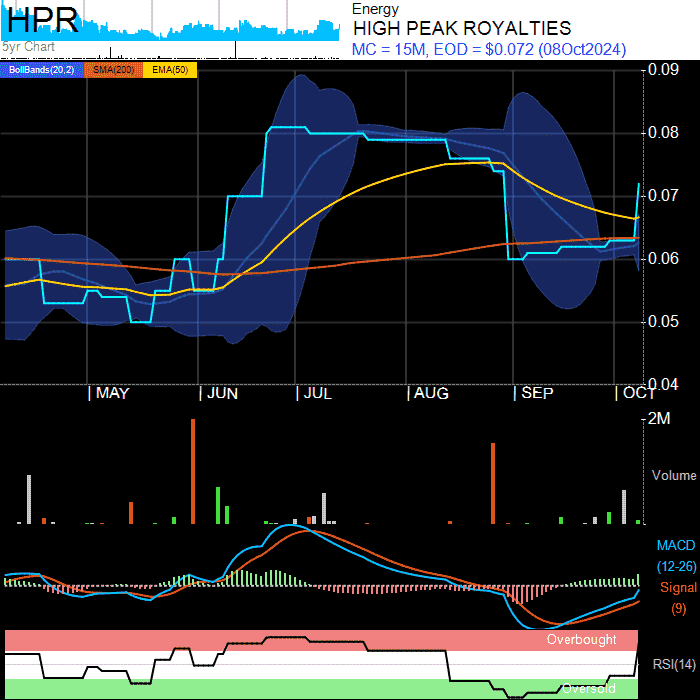 HPR
5yr Chart
Energy
HIGH PEAK ROYALTIES
MC = 15M, EOD = $0.072 (08Oct2024)
BollBands(20,2) SMA(200) EMA(50)
0.09
0.08
0.07
0.06
0.05
0.04
MAY JUN JUL AUG SEP OCT
2M
Volume
MACD
(12-26)
Signal
(9)
Overbought
RSI(14)
Oversold